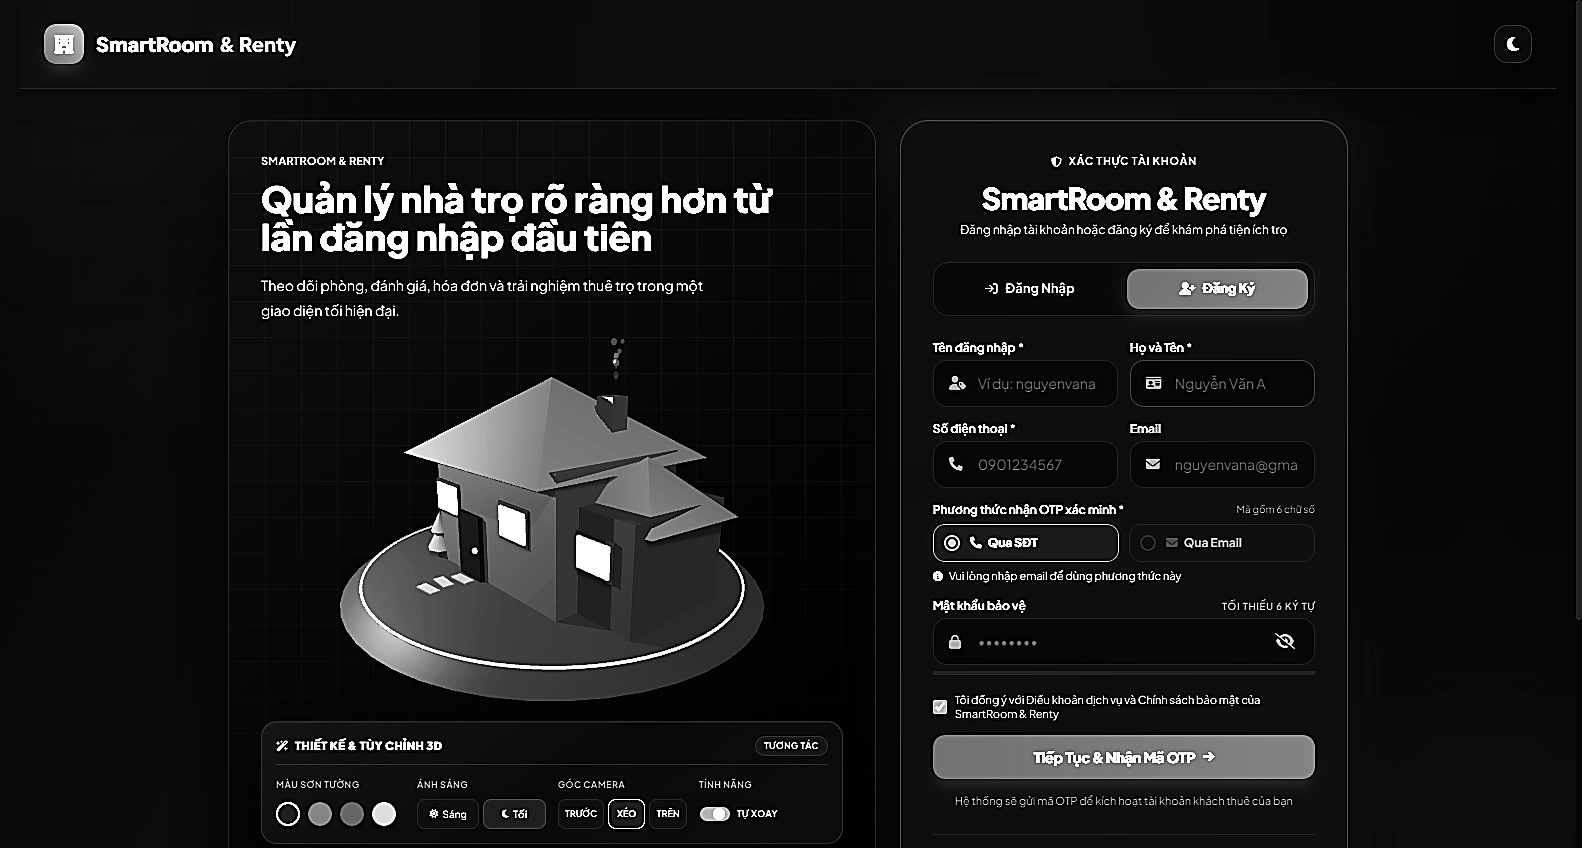 SmartRoom & Renty
SMARTROOM & RENTY
Quản lý nhà trọ rõ ràng hơn từ
lần đăng nhập đầu tiên
Theo dõi phòng, đánh giá, hóa đơn và trải nghiệm thuê trọ trong một
giao diện tối hiện đại.
THIẾT KẾ & TÙY CHỈNH 3D
TƯƠNG TÁC
MÀU SƠN TƯỜNG
ÁNH SÁNG
GÓC CAMERA
TÍNH NĂNG
Sáng
Tối
TRƯỚC
XÉO
TRÊN
TỰ XOAY
XÁC THỰC TÀI KHOẢN
SmartRoom & Renty
Đăng nhập tài khoản hoặc đăng ký để khám phá tiện ích trọ
Đăng Nhập
Đăng Ký
Tên đăng nhập *
Họ và Tên *
Ví dụ: nguyenvana
Nguyễn Văn A
Số điện thoại *
Email
0901234567
nguyenvana@gma
Phương thức nhận OTP xác minh *
Mã gồm 6 chữ số
Qua SĐT
Qua Email
Vui lòng nhập email để dùng phương thức này
Mật khẩu bảo vệ
TỐI THIỂU 6 KÝ TỰ
Tôi đồng ý với Điều khoản dịch vụ và Chính sách bảo mật của
SmartRoom & Renty
Tiếp Tục & Nhận Mã OTP
Hệ thống sẽ gửi mã OTP để kích hoạt tài khoản khách thuê của bạn